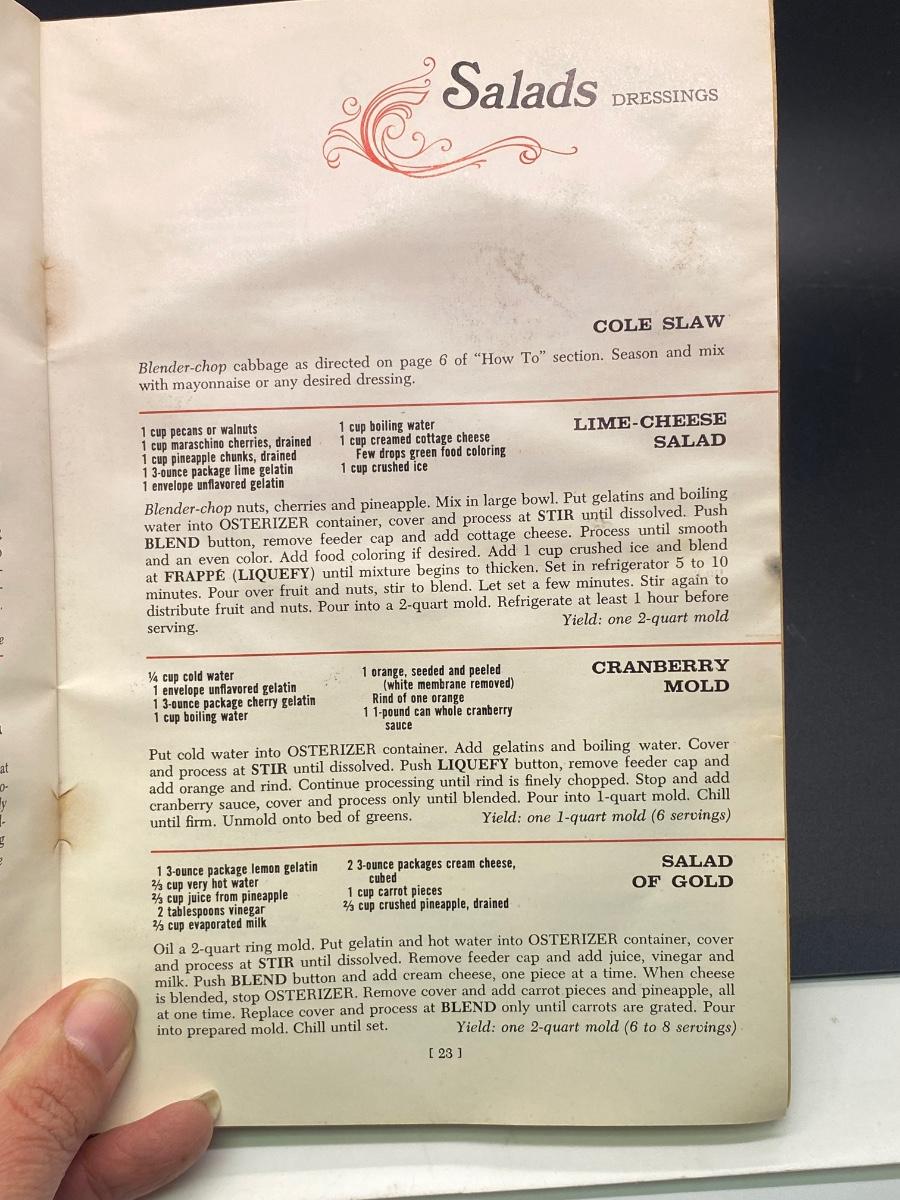 Salads DRESSINGS
COLE SLAW
Blender-chop cabbage as directed on page 6 of “How To” section. Season and mix
with mayonnaise or any desired dressing.
LIME-CHEESE
SALAD
1 cup pecans or walnuts
1 cup maraschino cherries, drained
1 cup pineapple chunks, drained
1 3-ounce package lime gelatin
1 envelope unflavored gelatin
1 cup boiling water
1 cup creamed cottage cheese
Few drops green food coloring
1 cup crushed ice
Blender-chop nuts, cherries and pineapple. Mix in large bowl. Put gelatins and boiling
water into OSTERIZER container, cover and process at STIR until dissolved. Push
BLEND button, remove feeder cap and add cottage cheese. Process until smooth
and an even color. Add food coloring if desired. Add 1 cup crushed ice and blend
at FRAPPÉ (LIQUEFY) until mixture begins to thicken. Set in refrigerator 5 to 10
minutes. Pour over fruit and nuts, stir to blend. Let set a few minutes. Stir again to
distribute fruit and nuts. Pour into a 2-quart mold. Refrigerate at least 1 hour before
serving. Yield: one 2-quart mold
CRANBERRY
MOLD
¼ cup cold water
1 envelope unflavored gelatin
1 3-ounce package cherry gelatin
1 cup boiling water
1 orange, seeded and peeled
(white membrane removed)
Rind of one orange
1 1-pound can whole cranberry
sauce
Put cold water into OSTERIZER container. Add gelatins and boiling water. Cover
and process at STIR until dissolved. Push LIQUEFY button, remove feeder cap and
add orange and rind. Continue processing until rind is finely chopped. Stop and add
cranberry sauce, cover and process only until blended. Pour into 1-quart mold. Chill
until firm. Unmold onto bed of greens. Yield: one 1-quart mold (6 servings)
SALAD
OF GOLD
1 3-ounce package lemon gelatin
⅔ cup very hot water
⅔ cup juice from pineapple
2 tablespoons vinegar
⅔ cup evaporated milk
2 3-ounce packages cream cheese,
cubed
1 cup carrot pieces
⅔ cup crushed pineapple, drained
Oil a 2-quart ring mold. Put gelatin and hot water into OSTERIZER container, cover
and process at STIR until dissolved. Remove feeder cap and add juice, vinegar and
milk. Push BLEND button and add cream cheese, one piece at a time. When cheese
is blended, stop OSTERIZER. Remove cover and add carrot pieces and pineapple, all
at one time. Replace cover and process at BLEND only until carrots are grated. Pour
into prepared mold. Chill until set. Yield: one 2-quart mold (6 to 8 servings)
[ 23 ]